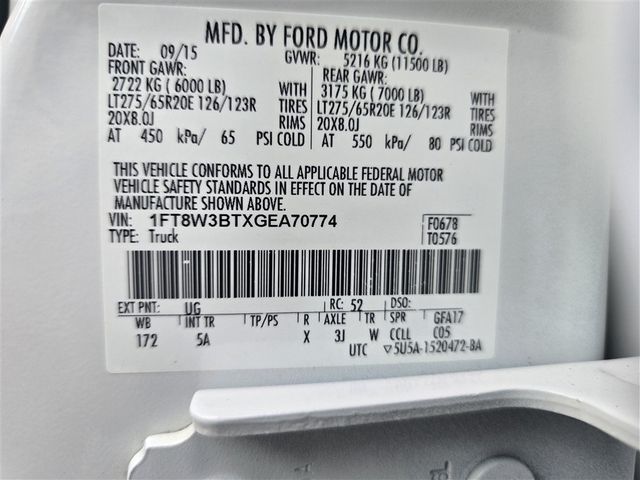 MFD. BY FORD MOTOR CO.
DATE: 09/15 GVWR: 5216 KG (11500 LB)
FRONT GAWR: REAR GAWR:
2722 KG (6000 LB) WITH 3175 KG (7000 LB) WITH
LT275/65R20E 126/123R TIRES LT275/65R20E 126/123R TIRES
20X8.0J RIMS 20X8.0J RIMS
AT 450 kPa/ 65 PSI COLD AT 550 kPa/ 80 PSI COLD
THIS VEHICLE CONFORMS TO ALL APPLICABLE FEDERAL MOTOR
VEHICLE SAFETY STANDARDS IN EFFECT ON THE DATE OF
MANUFACTURE SHOWN ABOVE.
VIN: 1FT8W3BTXGEA70774 F0678
TYPE: Truck T0576
EXT PNT: UG RC: 52 DSO:
WB INT TR TP/PS R AXLE TR SPR GFA17
172 5A X 3J W CCLL C05
UTC ▽5U5A-1520472-BA